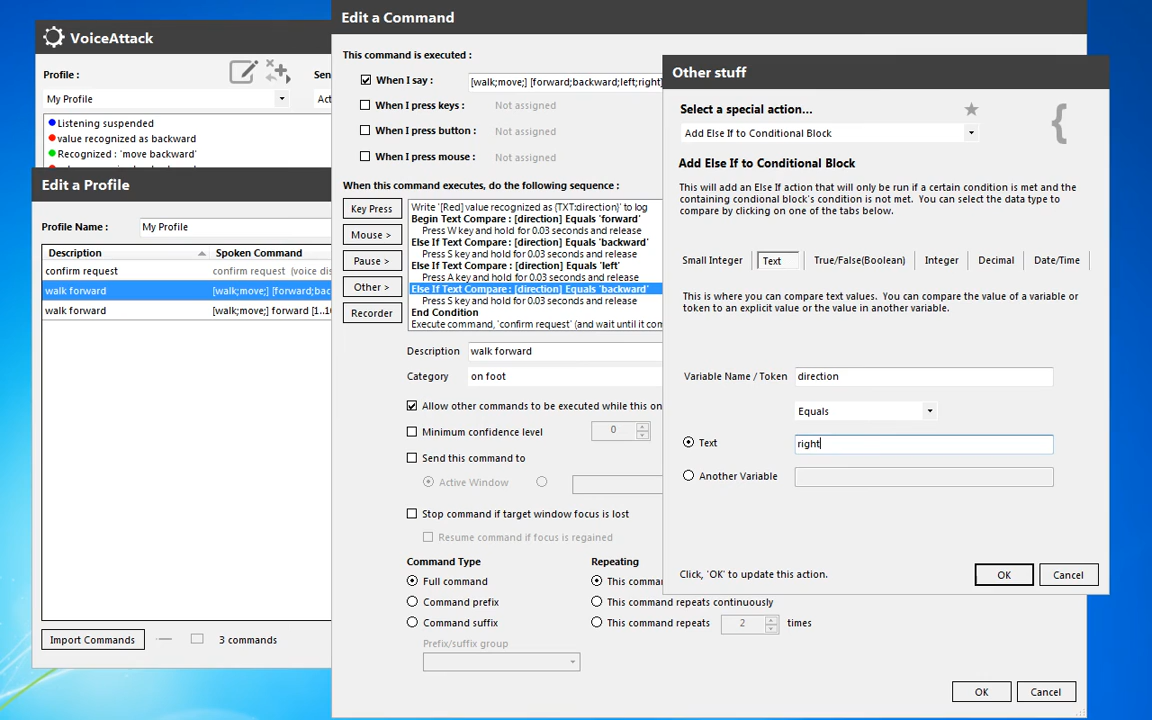 VoiceAttack
Profile :
Sen
My Profile
Act
Listening suspended
value recognized as backward
Recognized : 'move backward'
Edit a Profile
Profile Name :
My Profile
Description
Spoken Command
confirm request
confirm request (voice dis
walk forward
[walk;move;] [forward;bac
walk forward
[walk;move;] forward [1..1
Import Commands
3 commands
Edit a Command
This command is executed :
When I say :
[walk;move;] [forward;backward;left;right]
When I press keys :
Not assigned
When I press button :
Not assigned
When I press mouse :
Not assigned
When this command executes, do the following sequence :
Key Press
Mouse >
Pause >
Other >
Recorder
Write '[Red] value recognized as {TXT:direction}' to log
Begin Text Compare : [direction] Equals 'forward'
Press W key and hold for 0.03 seconds and release
Else If Text Compare : [direction] Equals 'backward'
Press S key and hold for 0.03 seconds and release
Else If Text Compare : [direction] Equals 'left'
Press A key and hold for 0.03 seconds and release
Else If Text Compare : [direction] Equals 'backward'
Press S key and hold for 0.03 seconds and release
End Condition
Execute command, 'confirm request' (and wait until it com
Description
walk forward
Category
on foot
Allow other commands to be executed while this on
Minimum confidence level
0
Send this command to
Active Window
Stop command if target window focus is lost
Resume command if focus is regained
Command Type
Full command
Command prefix
Command suffix
Prefix/suffix group
Repeating
This comma
This command repeats continuously
This command repeats
2
times
OK
Cancel
Other stuff
Select a special action...
Add Else If to Conditional Block
Add Else If to Conditional Block
This will add an Else If action that will only be run if a certain condition is met and the
containing condional block's condition is not met. You can select the data type to
compare by clicking on one of the tabs below.
Small Integer
Text
True/False(Boolean)
Integer
Decimal
Date/Time
This is where you can compare text values. You can compare the value of a variable or
token to an explicit value or the value in another variable.
Variable Name / Token
direction
Equals
Text
right
Another Variable
Click, 'OK' to update this action.
OK
Cancel